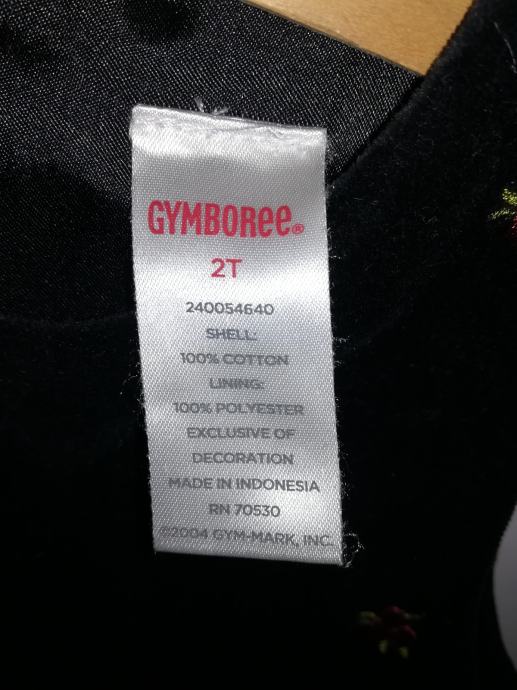 GYMBOREE®
2T
240054640
SHELL:
100% COTTON
LINING:
100% POLYESTER
EXCLUSIVE OF
DECORATION
MADE IN INDONESIA
RN 70530
©2004 GYM-MARK, INC.